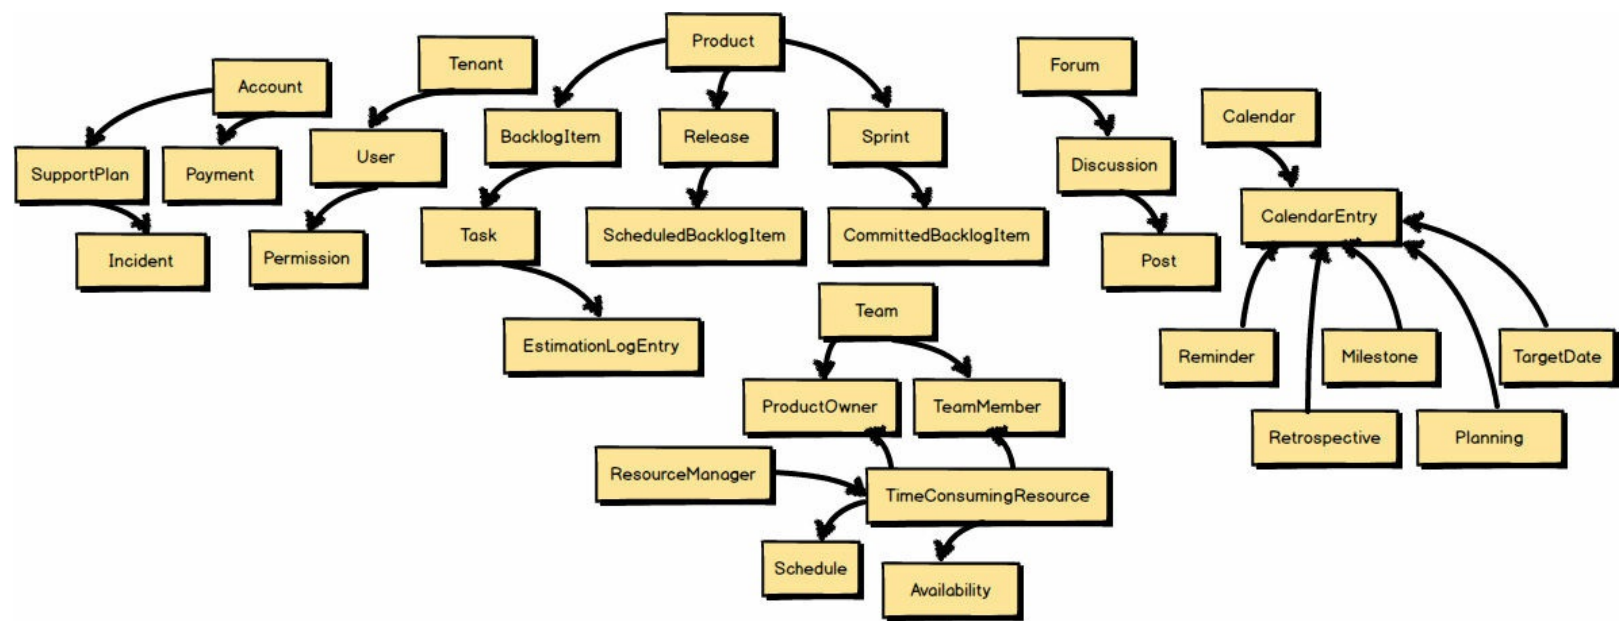 Product
Tenant
Forum
Account
Calendar
BacklogItem
Release
Sprint
User
Discussion
SupportPlan
Payment
CalendarEntry
Task
ScheduledBacklogItem
CommittedBacklogItem
Incident
Permission
Post
Team
EstimationLogEntry
Reminder
Milestone
TargetDate
ProductOwner
TeamMember
Retrospective
Planning
ResourceManager
TimeConsumingResource
Schedule
Availability